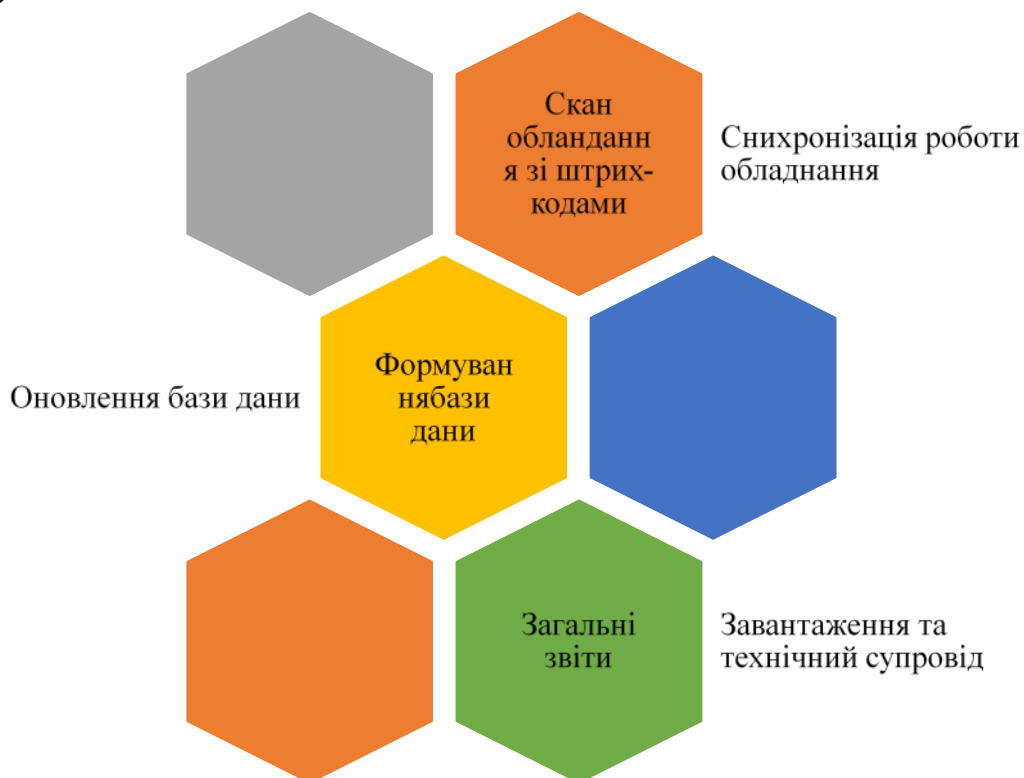 Скан
обланданн
я зі штрих-
кодами
Снихронізація роботи
обладнання
Оновлення бази дани
Формуван
нябази
дани
Загальні
звіти
Завантаження та
технічний супровід